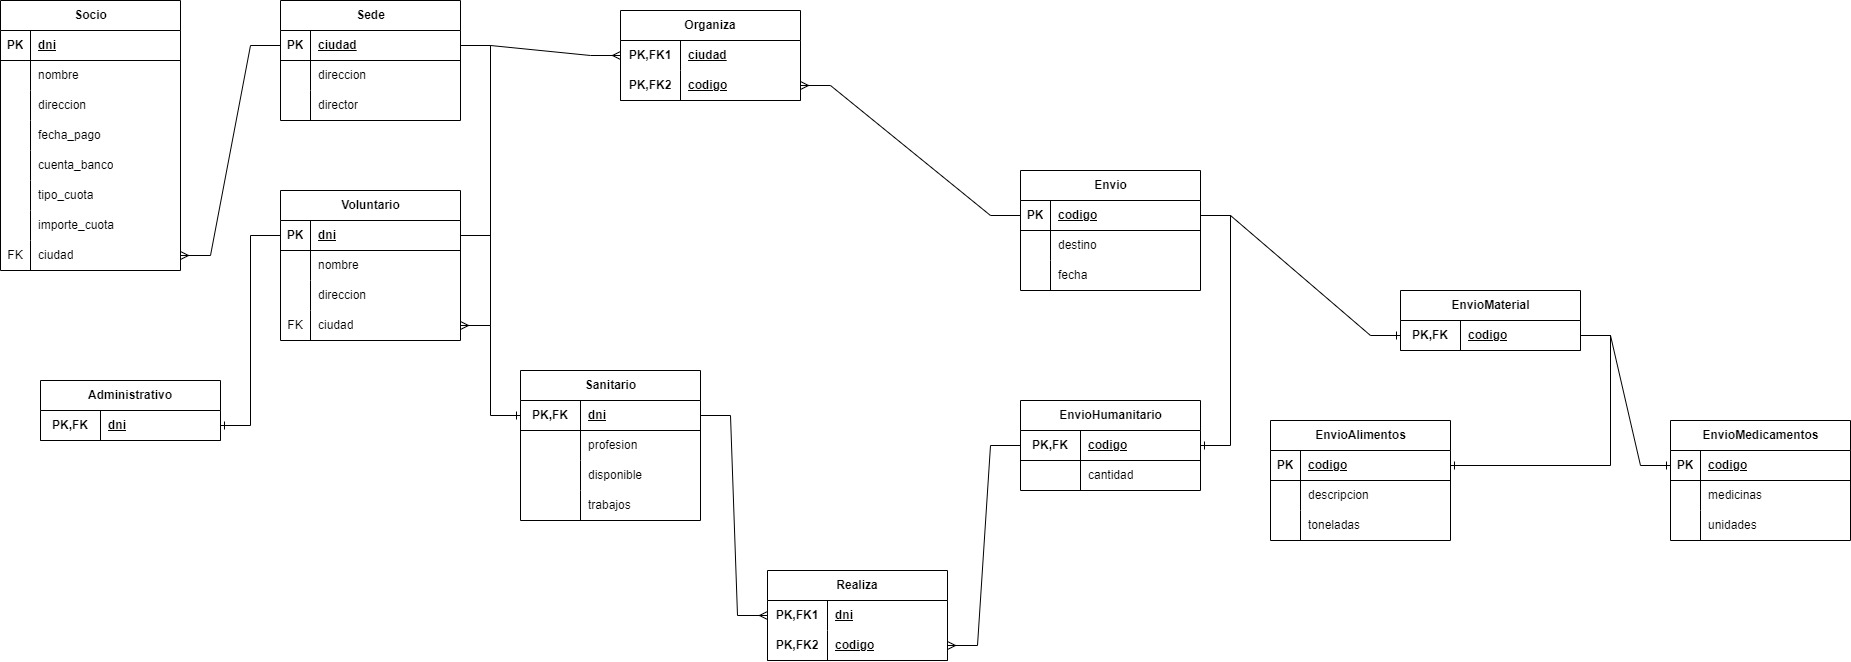 Socio
PK dni
nombre
direccion
fecha_pago
cuenta_banco
tipo_cuota
importe_cuota
FK ciudad
Sede
PK ciudad
direccion
director
Organiza
PK,FK1 ciudad
PK,FK2 codigo
Voluntario
PK dni
nombre
direccion
FK ciudad
Envio
PK codigo
destino
fecha
EnvioMaterial
PK,FK codigo
Administrativo
PK,FK dni
Sanitario
PK,FK dni
profesion
disponible
trabajos
EnvioHumanitario
PK,FK codigo
cantidad
EnvioAlimentos
PK codigo
descripcion
toneladas
EnvioMedicamentos
PK codigo
medicinas
unidades
Realiza
PK,FK1 dni
PK,FK2 codigo